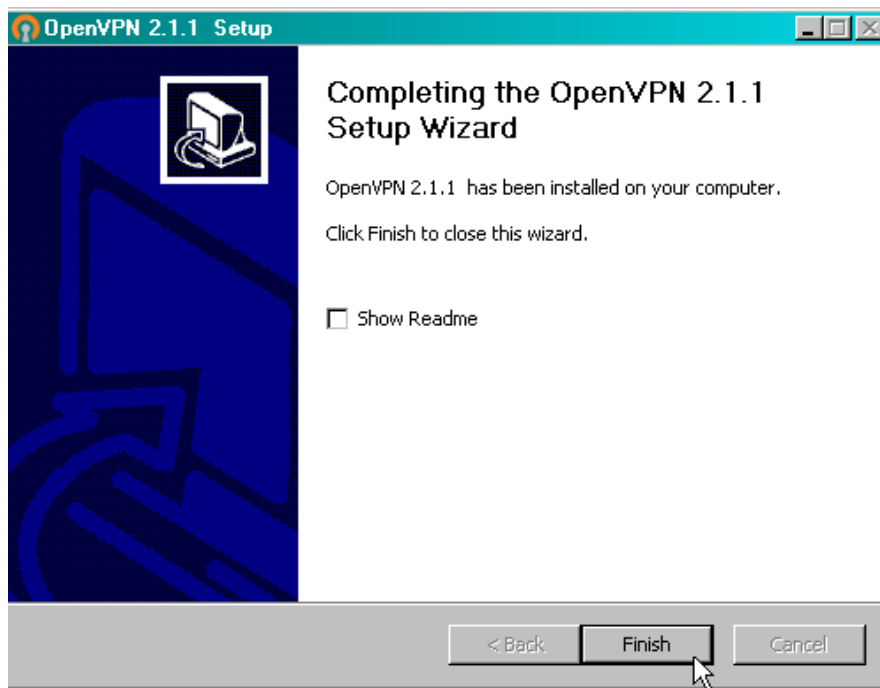 OpenVPN 2.1.1 Setup
Completing the OpenVPN 2.1.1
Setup Wizard
OpenVPN 2.1.1 has been installed on your computer.
Click Finish to close this wizard.
Show Readme
< Back
Finish
Cancel